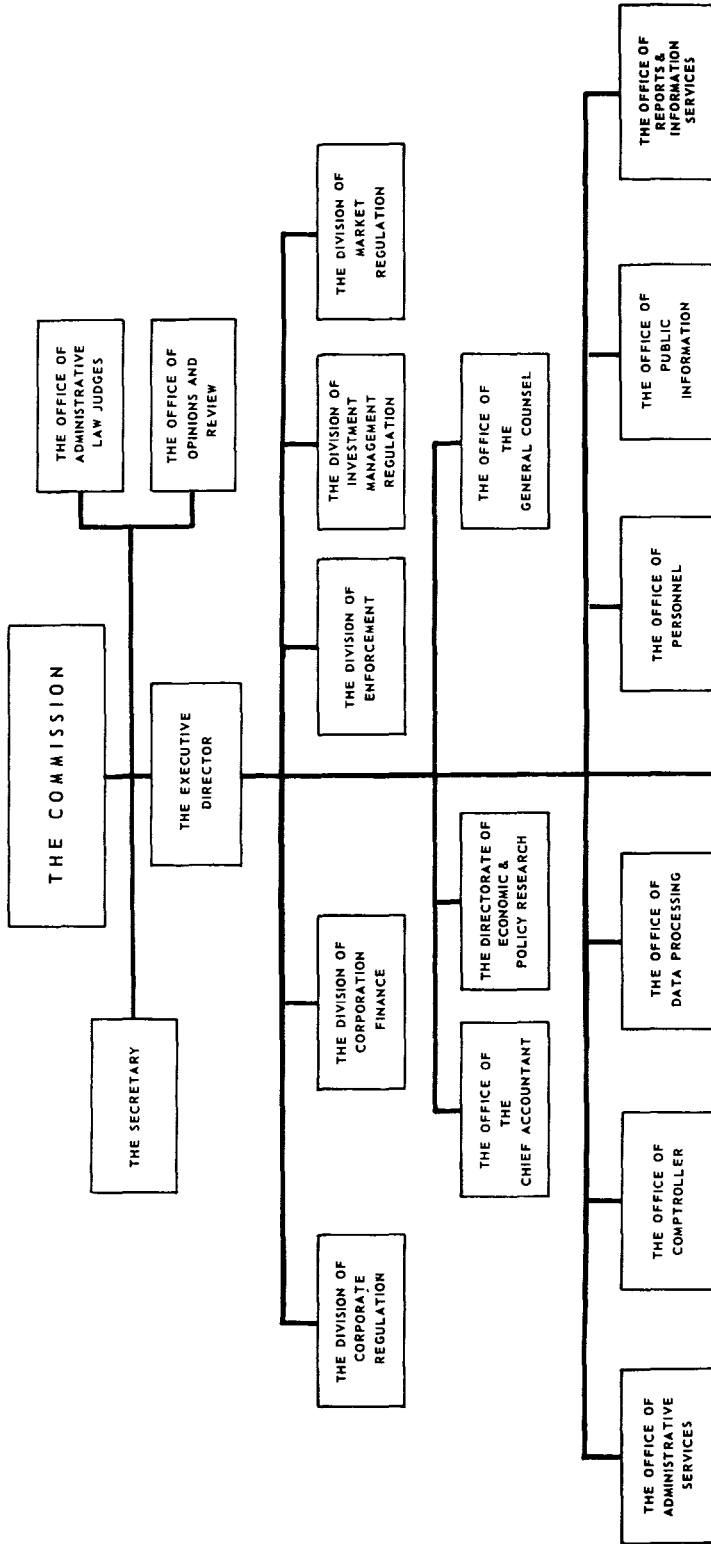 THE COMMISSION
THE SECRETARY
THE OFFICE OF
ADMINISTRATIVE
LAW JUDGES
THE OFFICE OF
OPINIONS AND
REVIEW
THE EXECUTIVE
DIRECTOR
THE DIVISION OF
CORPORATE
REGULATION
THE DIVISION OF
CORPORATION
FINANCE
THE DIVISION OF
ENFORCEMENT
THE DIVISION OF
INVESTMENT
MANAGEMENT
REGULATION
THE DIVISION OF
MARKET
REGULATION
THE OFFICE OF
THE
CHIEF ACCOUNTANT
THE DIRECTORATE OF
ECONOMIC &
POLICY RESEARCH
THE OFFICE OF
THE
GENERAL COUNSEL
THE OFFICE OF
ADMINISTRATIVE
SERVICES
THE OFFICE OF
COMPTROLLER
THE OFFICE OF
DATA PROCESSING
THE OFFICE OF
PERSONNEL
THE OFFICE OF
PUBLIC
INFORMATION
THE OFFICE OF
REPORTS &
INFORMATION
SERVICES